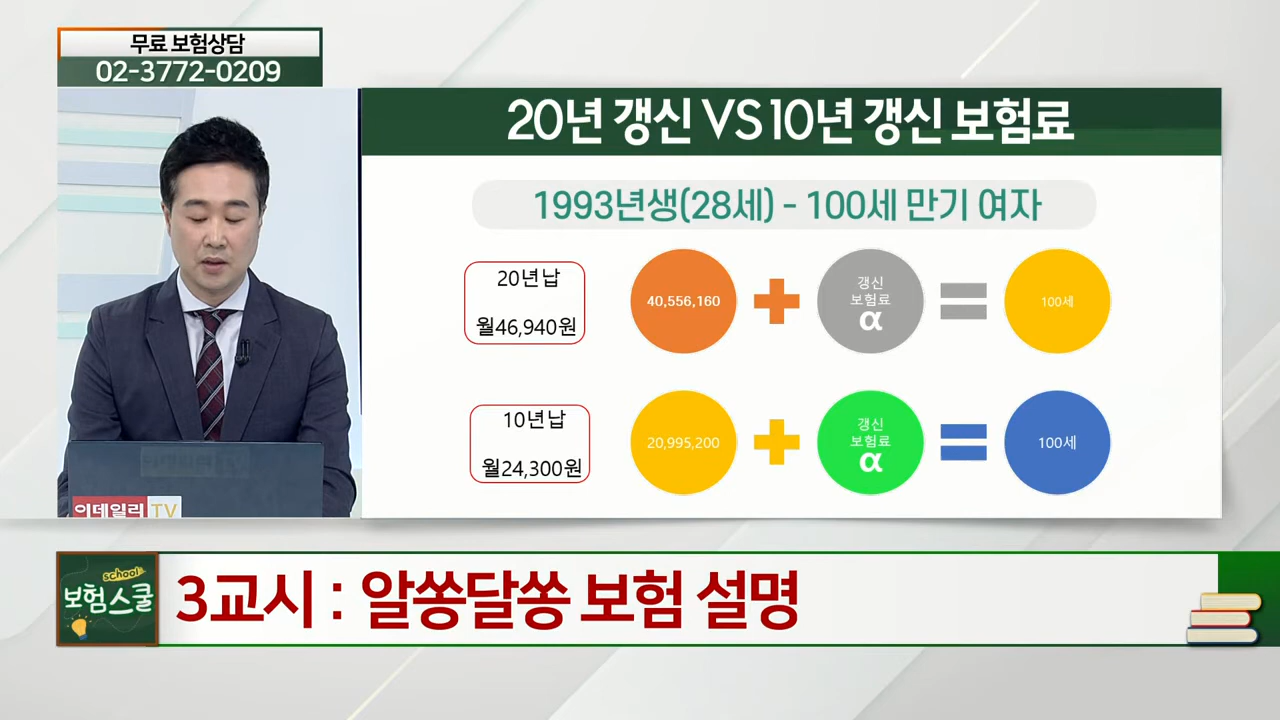 무료 보험상담
02-3772-0209
20년 갱신 VS 10년 갱신 보험료
1993년생(28세) - 100세 만기 여자
20년납
월46,940원
40,556,160
갱신
보험료
α
100세
10년납
월24,300원
20,995,200
갱신
보험료
α
100세
이데일리 TV
school
보험스쿨
3교시 : 알쏭달쏭 보험 설명